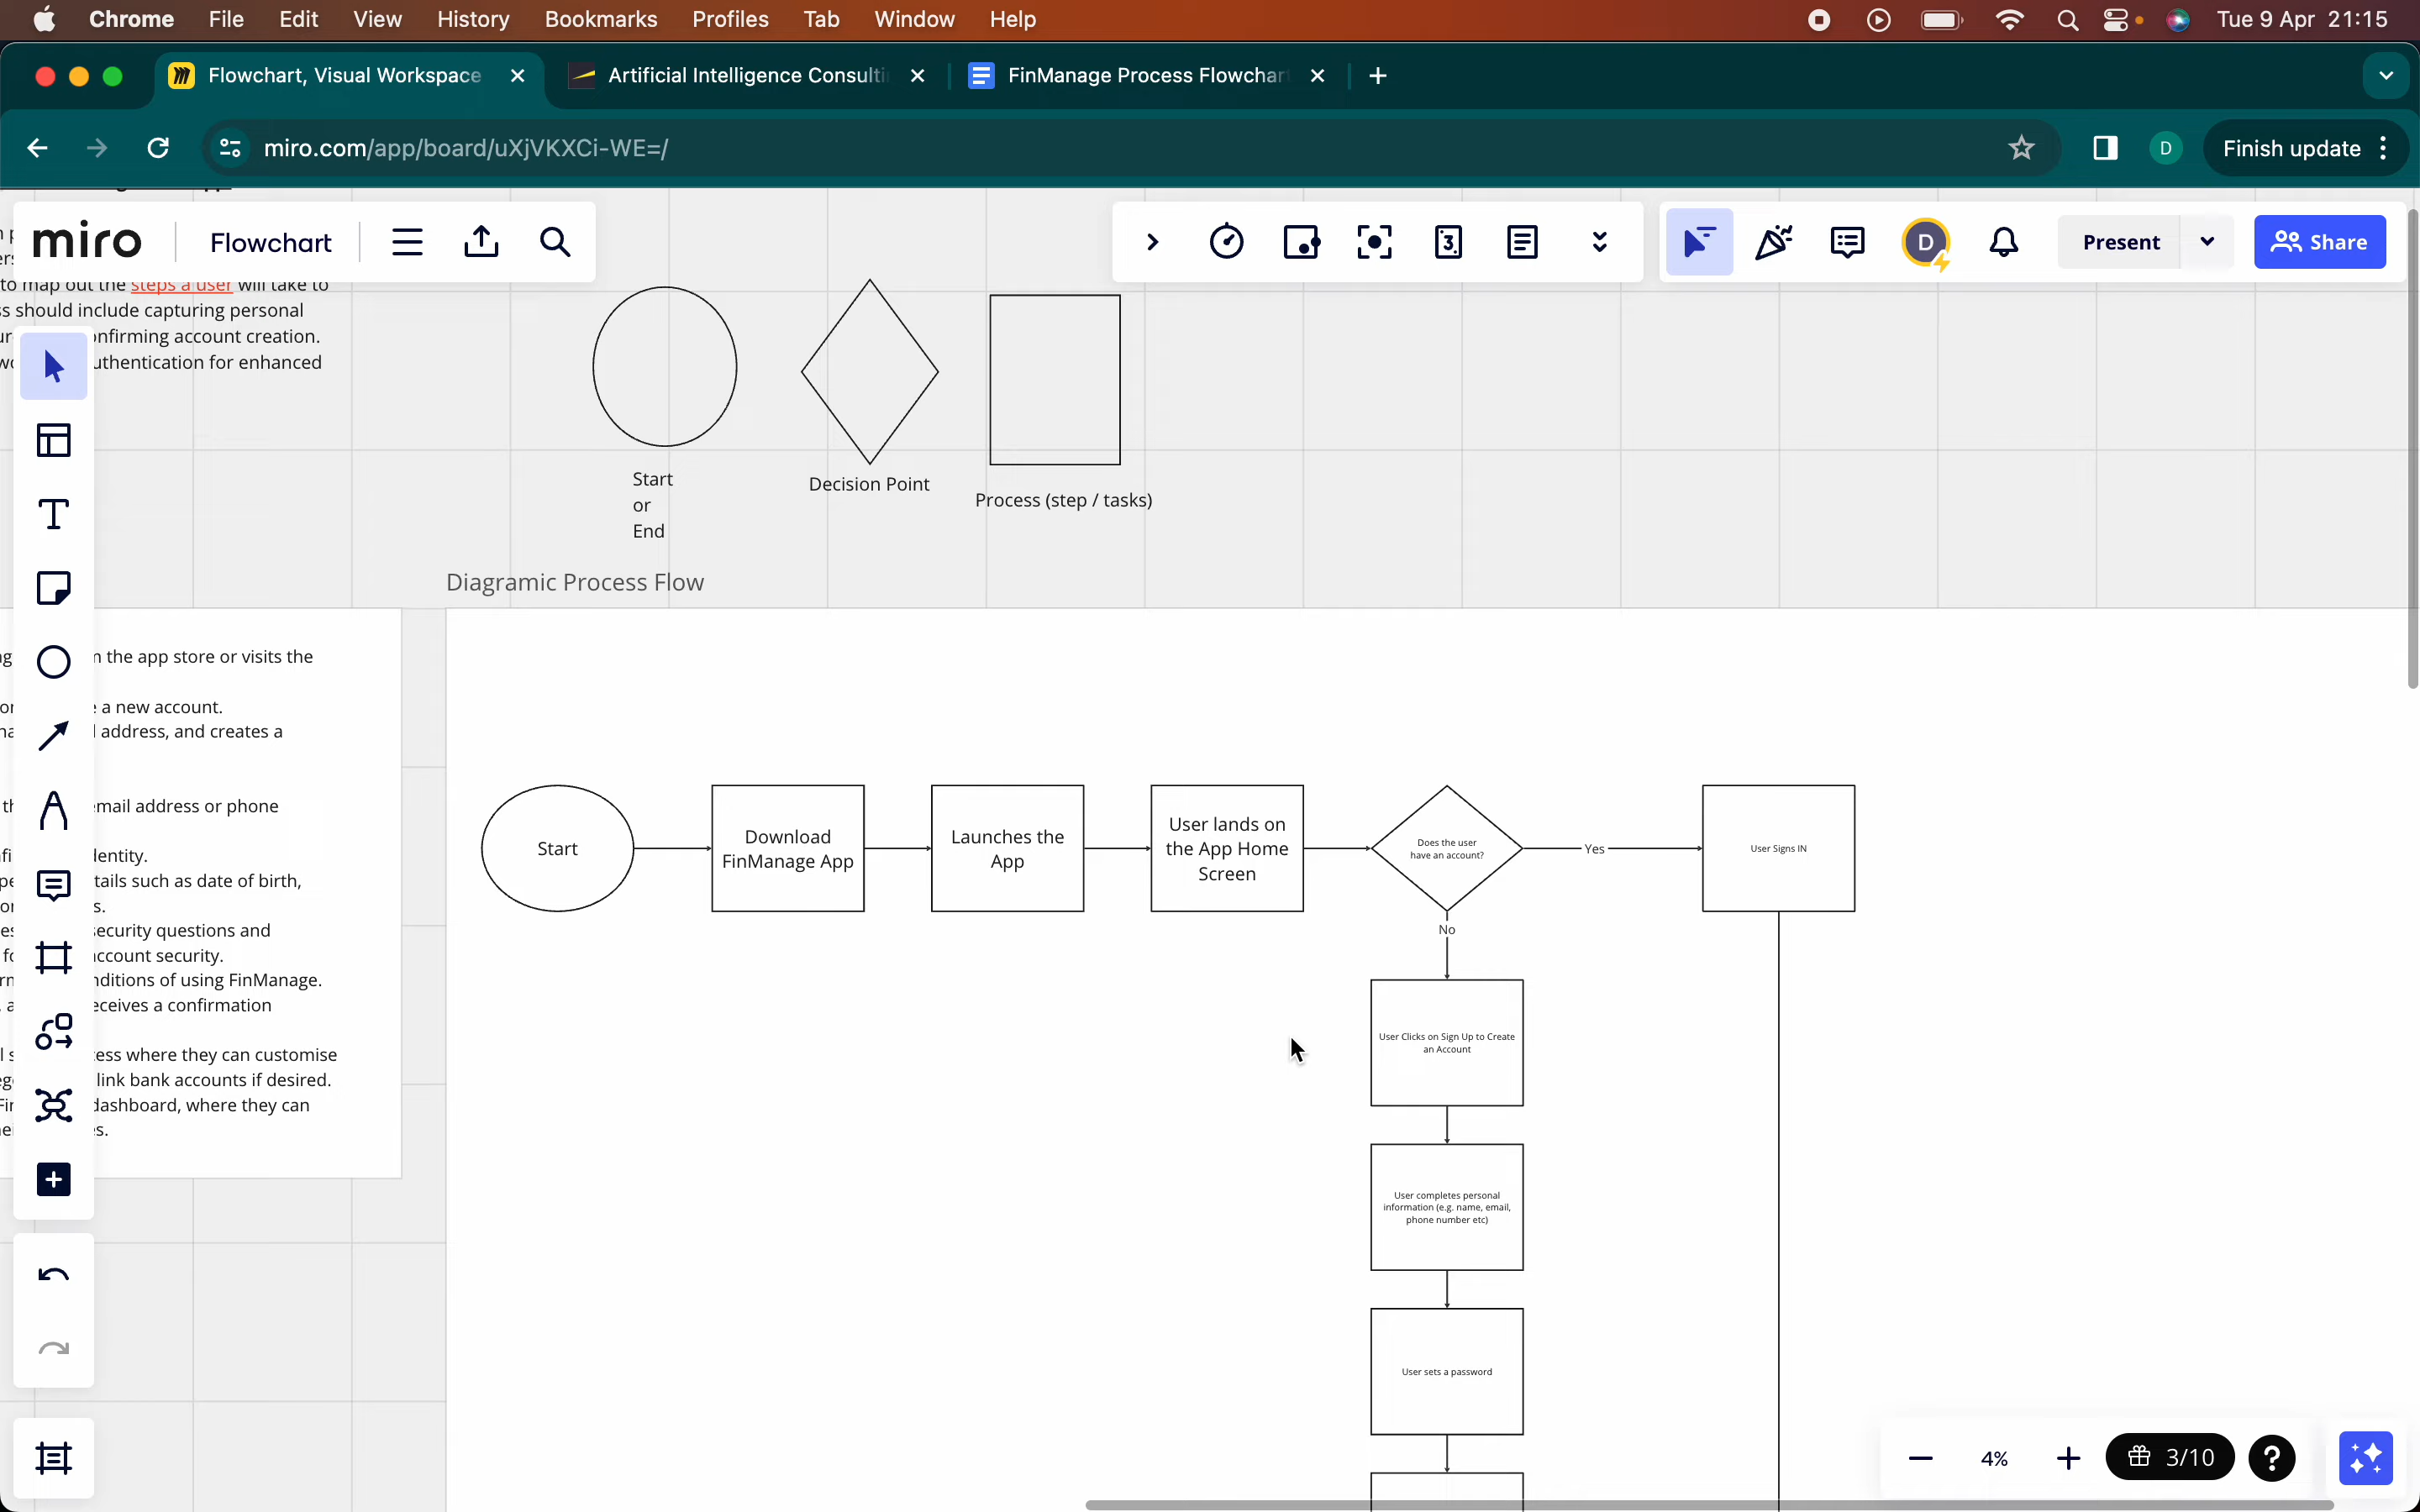 Chrome File Edit View History Bookmarks Profiles Tab Window Help Tue 9 Apr 21:15
Flowchart, Visual Workspace Artificial Intelligence Consulti FinManage Process Flowchar
miro.com/app/board/uXjVKXCi-WE=/ D Finish update
miro Flowchart 3 D Present Share
to map out the steps a user will take to
s should include capturing personal
onfirming account creation.
uthentication for enhanced
Start
or
End
Decision Point
Process (step / tasks)
Diagramic Process Flow
the app store or visits the
a new account.
address, and creates a
email address or phone
dentity.
tails such as date of birth,
s.
security questions and
ccount security.
nditions of using FinManage.
eceives a confirmation
cess where they can customise
link bank accounts if desired.
dashboard, where they can
s.
Start
Download
FinManage App
Launches the
App
User lands on
the App Home
Screen
Does the user
have an account?
Yes
User Signs IN
No
User Clicks on Sign Up to Create
an Account
User completes personal
information (e.g. name, email,
phone number etc)
User sets a password
4% 3/10 ?